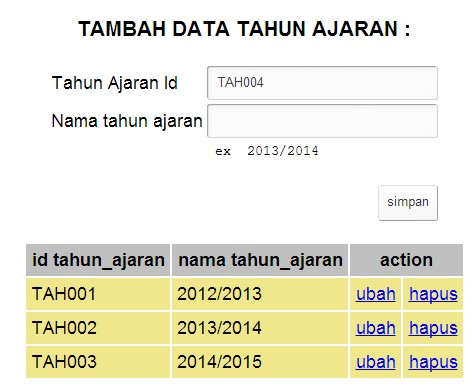 TAMBAH DATA TAHUN AJARAN :
Tahun Ajaran Id TAH004
Nama tahun ajaran
ex 2013/2014
simpan
id tahun_ajaran nama tahun_ajaran action
TAH001 2012/2013 ubah hapus
TAH002 2013/2014 ubah hapus
TAH003 2014/2015 ubah hapus